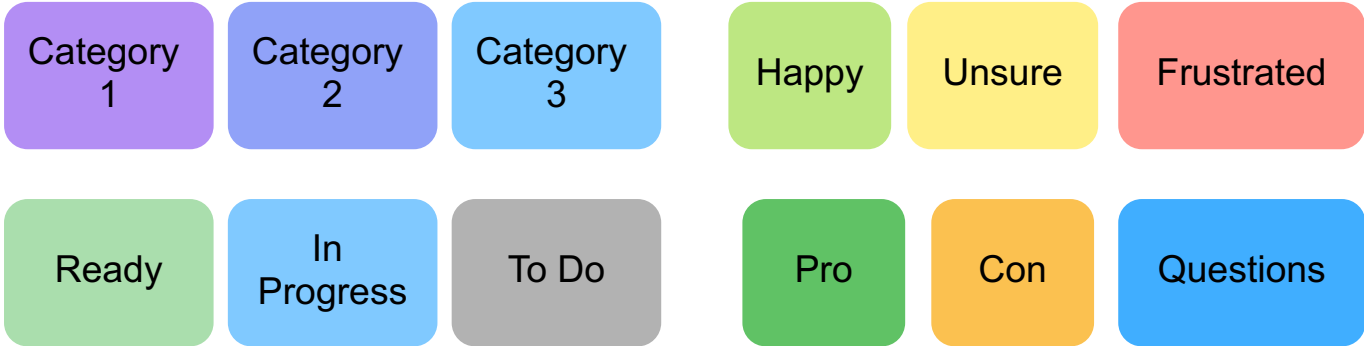 Category
1
Category
2
Category
3
Happy
Unsure
Frustrated
Ready
In
Progress
To Do
Pro
Con
Questions